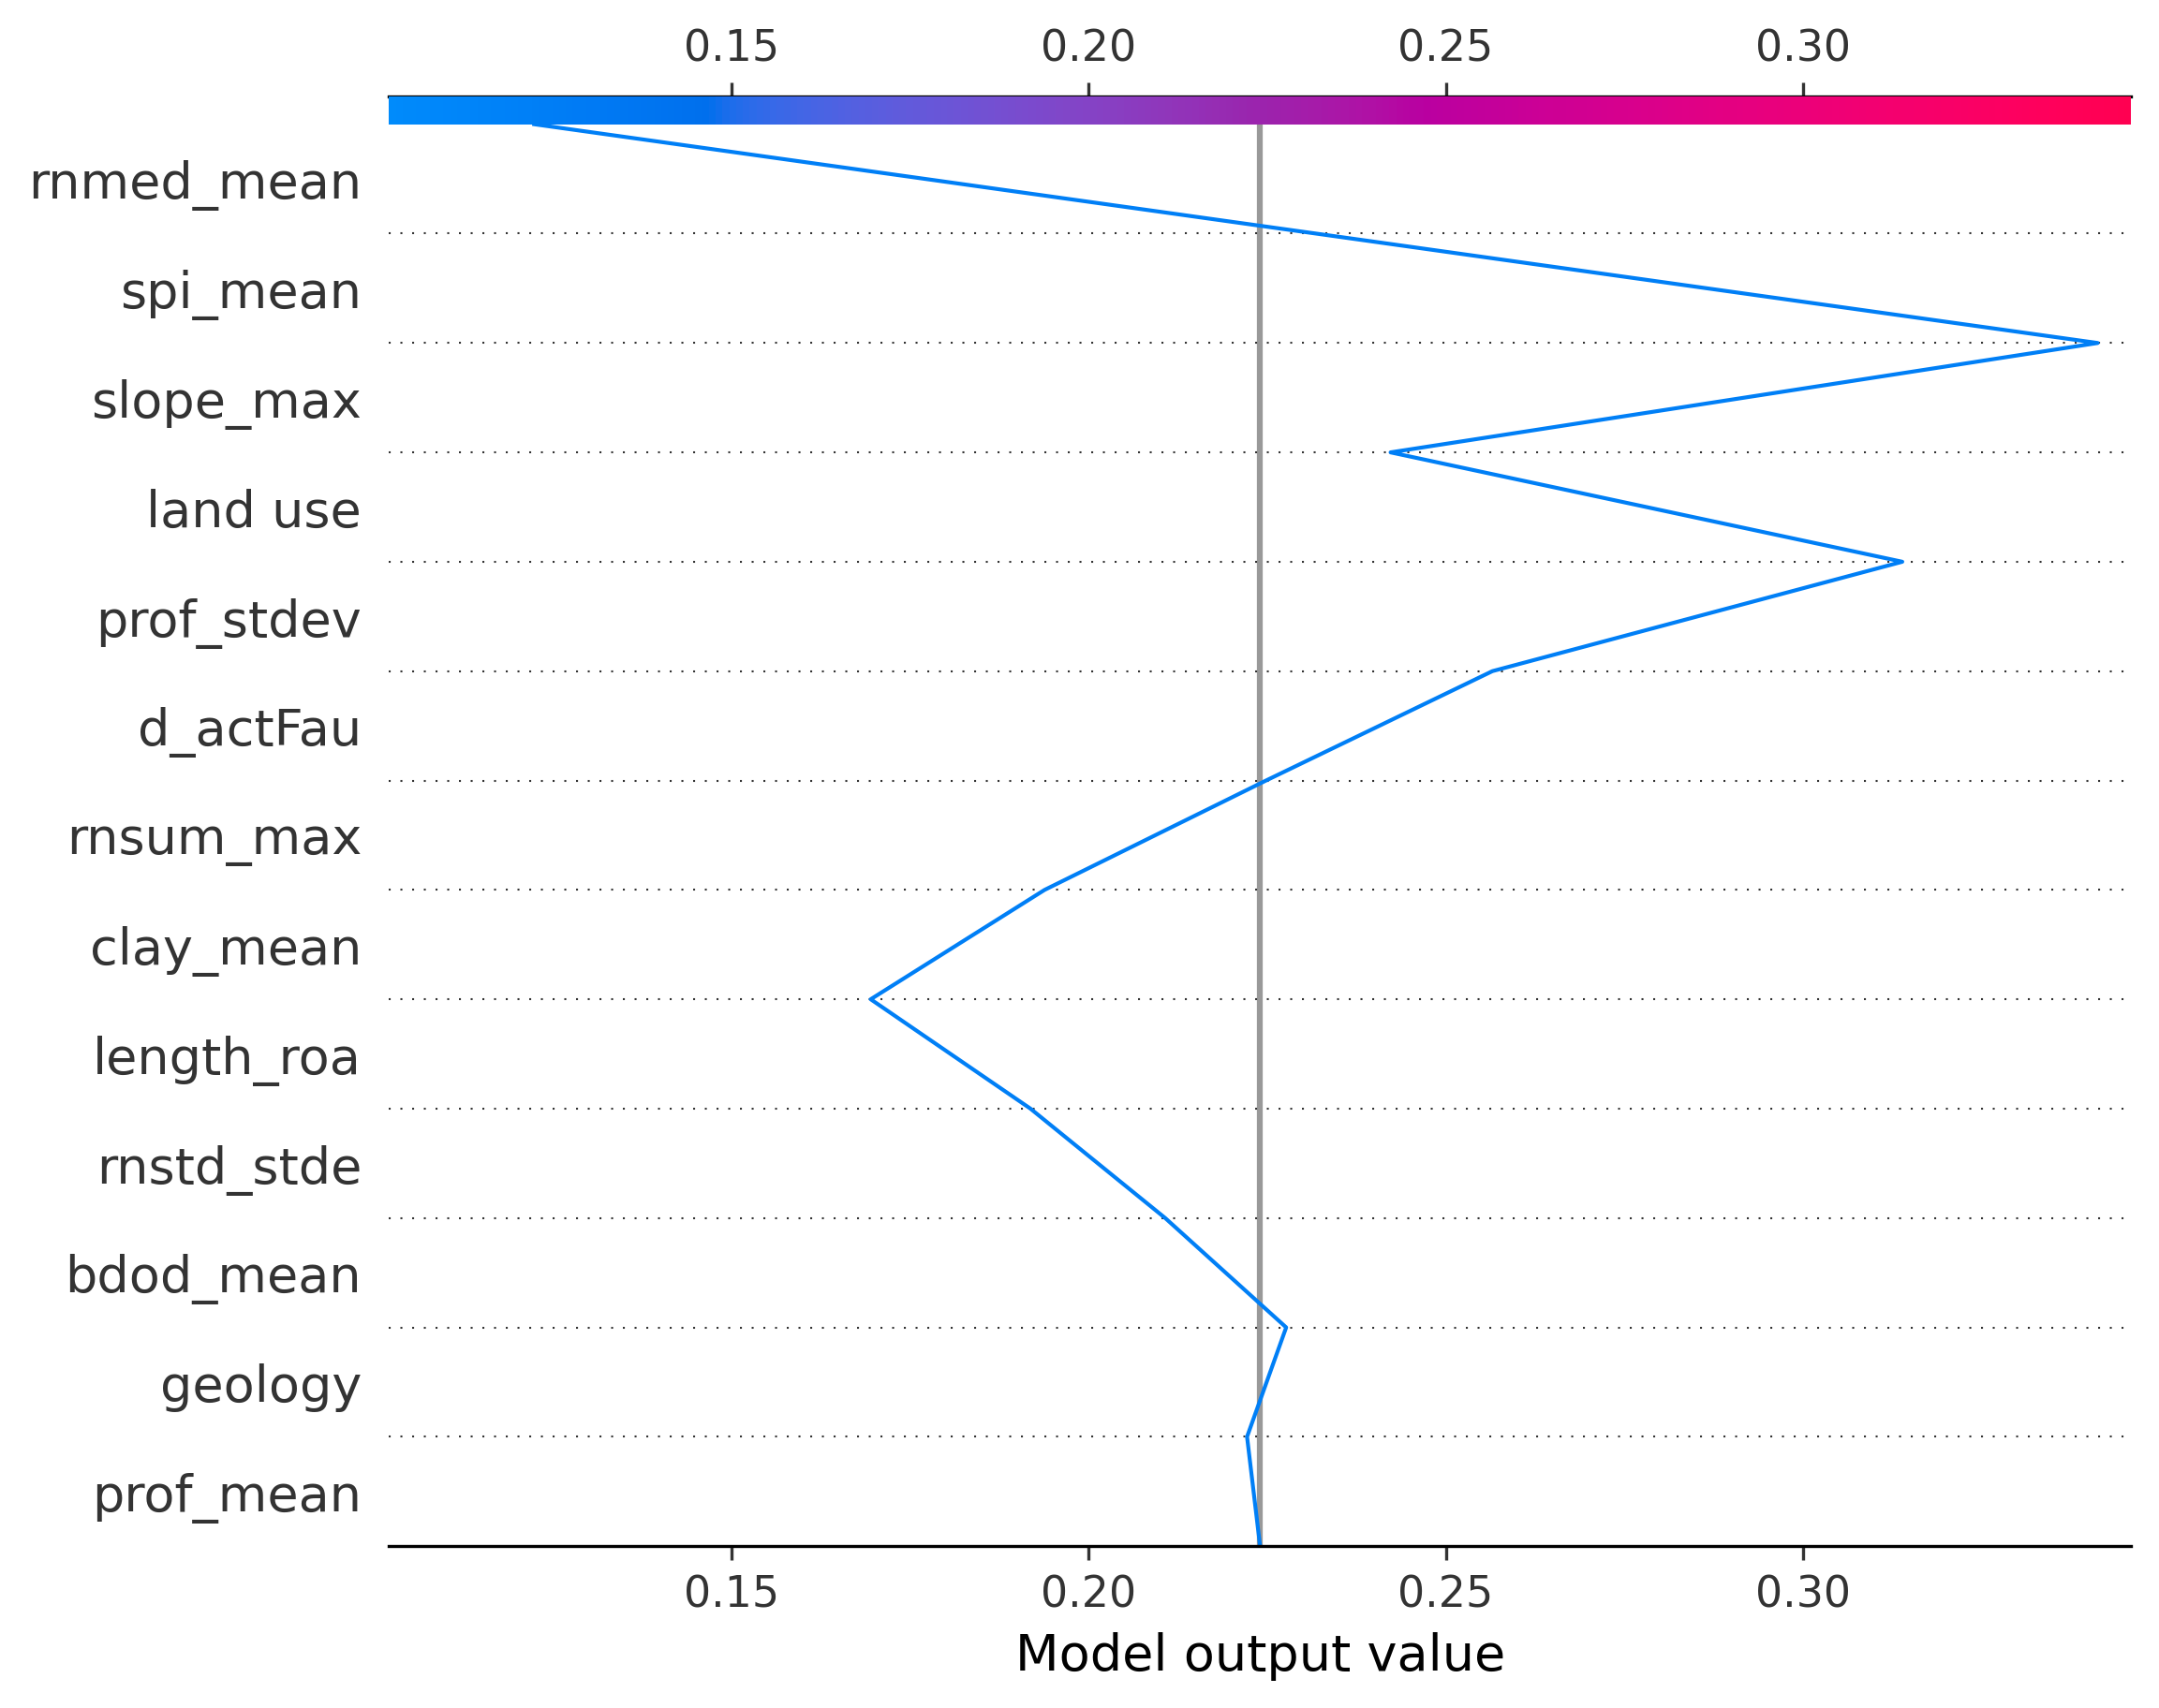 0.15 0.20 0.25 0.30
rnmed_mean
spi_mean
slope_max
land use
prof_stdev
d_actFau
rnsum_max
clay_mean
length_roa
rnstd_stde
bdod_mean
geology
prof_mean
0.15 0.20 0.25 0.30
Model output value